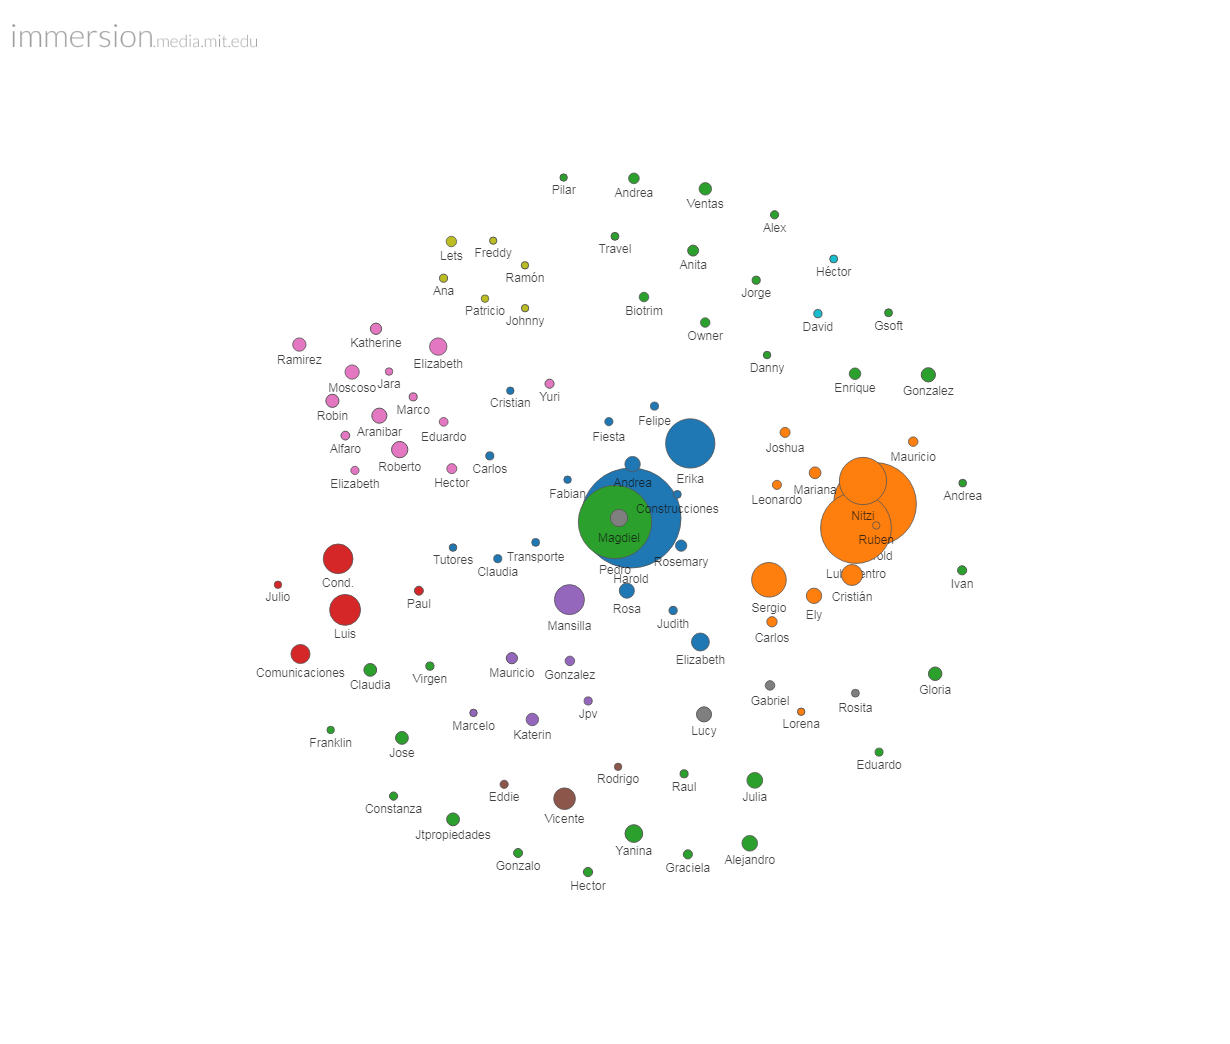 immersion.media.mit.edu
Pilar
Andrea
Ventas
Alex
Lets
Freddy
Travel
Anita
Héctor
Ramón
Ana
Jorge
Patricio
Johnny
Biotrim
Owner
David
Gsoft
Katherine
Ramirez
Elizabeth
Danny
Enrique
Gonzalez
Moscoso
Jara
Cristian
Yuri
Robin
Marco
Aranibar
Eduardo
Fiesta
Felipe
Joshua
Mauricio
Alfaro
Roberto
Carlos
Elizabeth
Hector
Fabian
Andrea
Erika
Leonardo
Mariana
Andrea
Construcciones
Nitzi
Magdiel
Ruben
Tutores
Transporte
Claudia
Rosemary
Pedro
Harold
Cristián
Ivan
Cond.
Julio
Paul
Luis
Mansilla
Rosa
Judith
Sergio
Ely
Carlos
Elizabeth
Comunicaciones
Claudia
Virgen
Mauricio
Gonzalez
Gabriel
Rosita
Gloria
Marcelo
Katerin
Jpv
Lucy
Lorena
Franklin
Jose
Eduardo
Constanza
Eddie
Rodrigo
Raul
Julia
Jtpropiedades
Vicente
Yanina
Alejandro
Gonzalo
Hector
Graciela